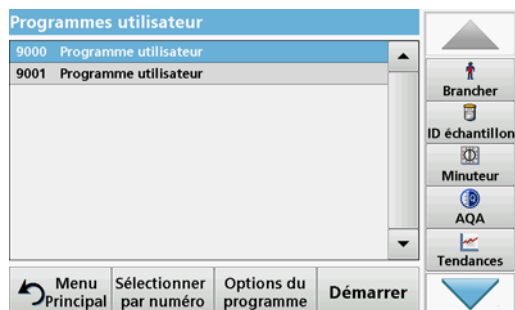 Programmes utilisateur
9000 Programme utilisateur
9001 Programme utilisateur
Brancher
ID échantillon
Minuteur
AQA
Tendances
Menu
Principal
Sélectionner
par numéro
Options du
programme
Démarrer